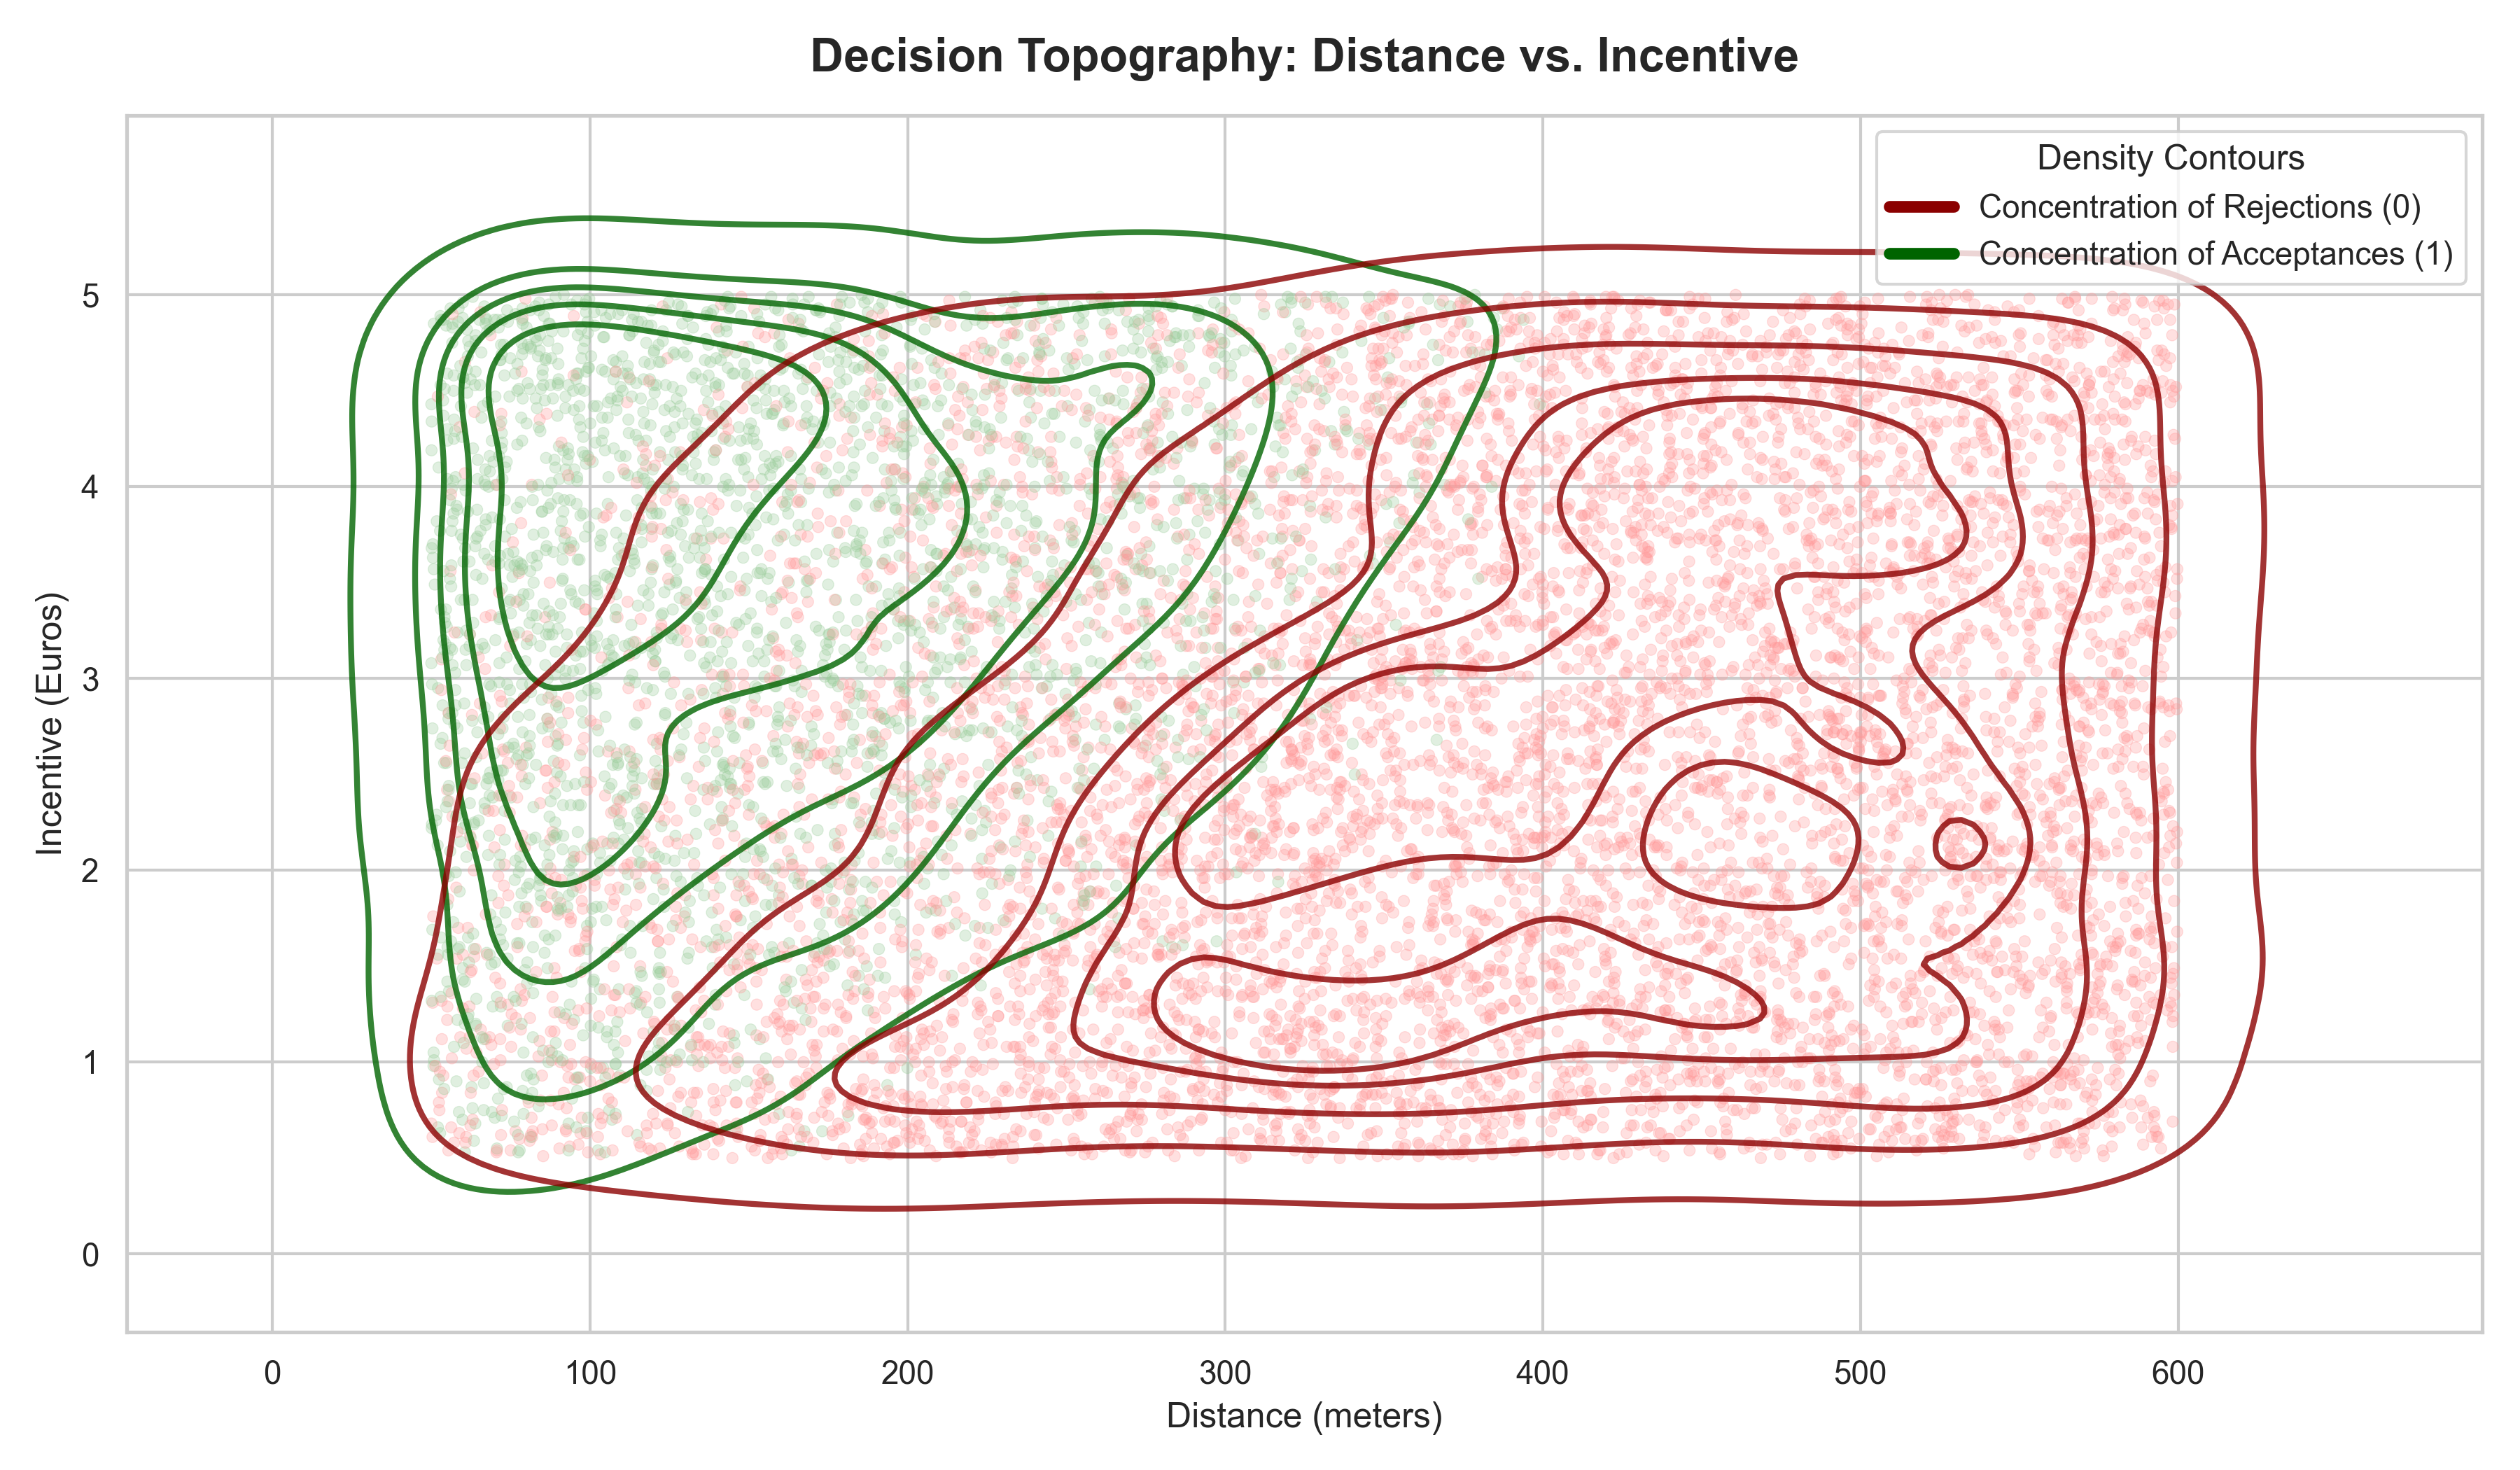 Decision Topography: Distance vs. Incentive
Density Contours
Concentration of Rejections (0)
Concentration of Acceptances (1)
Incentive (Euros)
5
4
3
2
1
0
0 100 200 300 400 500 600
Distance (meters)